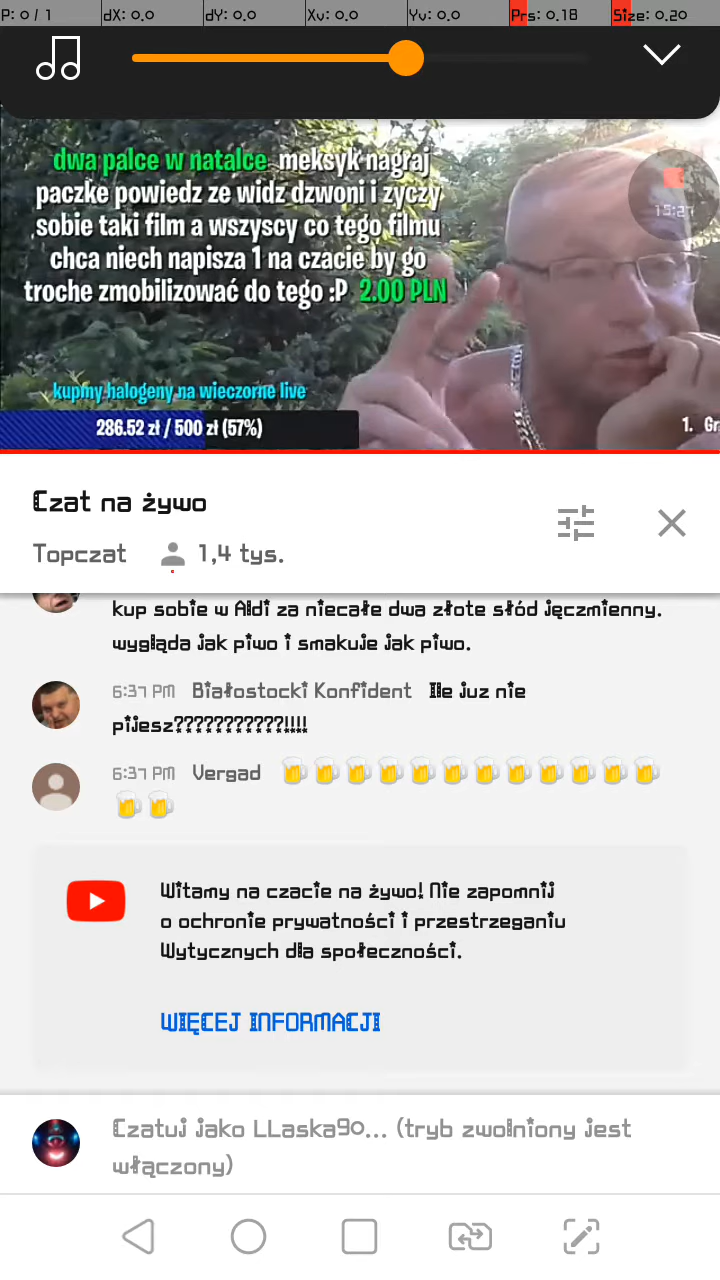 P: 0 / 1 dX: 0.0 dY: 0.0 Xv: 0.0 Yv: 0.0 Prs: 0.18 Size: 0.20
dwa palce w natalce meksyk nagraj
paczke powiedz ze widz dzwoni i zyczy
sobie taki film a wszyscy co tego filmu
chca niech napisza 1 na czacie by go
troche zmobilizować do tego :P 2.00 PLN
15:27
kupmy halogeny na wieczorne live
286.52 zł / 500 zł (57%)
1. Gr
Czat na żywo
Topczat 1,4 tys.
kup sobie w Aldi za niecałe dwa złote słód jęczmienny.
wygląda jak piwo i smakuje jak piwo.
6:37 PM Białostocki Konfident Ile juz nie
pijesz???????????!!!!
6:37 PM Vergad 🍺🍺🍺🍺🍺🍺🍺🍺🍺🍺🍺🍺
🍺🍺
Witamy na czacie na żywo! Nie zapomnij
o ochronie prywatności i przestrzeganiu
Wytycznych dla społeczności.
WIĘCEJ INFORMACJI
Czatuj jako LLaska90... (tryb zwolniony jest
włączony)